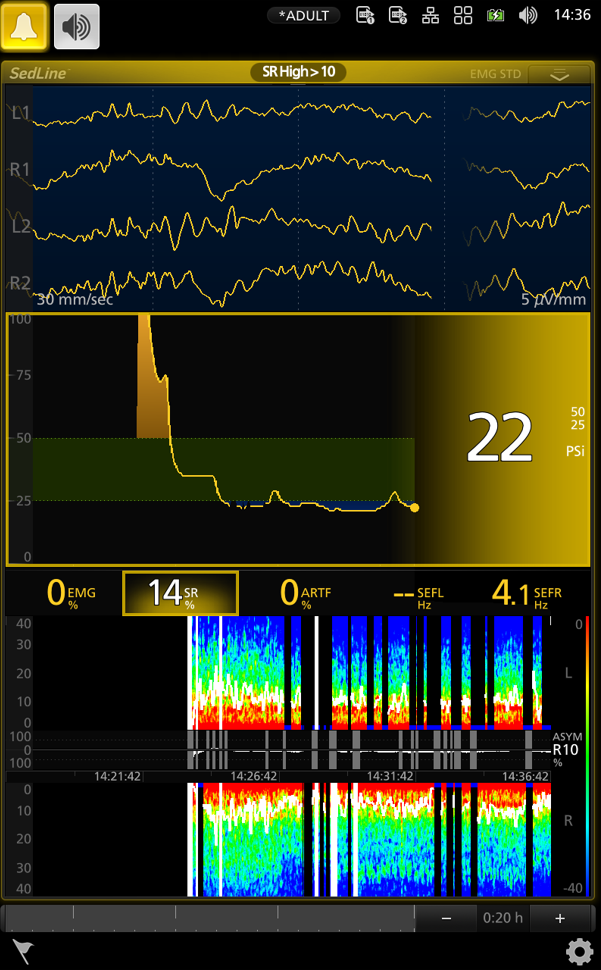 *ADULT 14:36
SedLine SR High > 10 EMG STD
L1
R1
L2
R2
30 mm/sec 5 µV/mm
100
75
50
25
0
22
50
25
PSi
0 EMG %
14 SR %
0 ARTF %
-- SEFL Hz
4.1 SEFR Hz
40
30
20
10
0
0
L
100
0
100
ASYM
R10
%
14:21:42 14:26:42 14:31:42 14:36:42
0
10
20
30
40
R
-40
− 0:20 h +